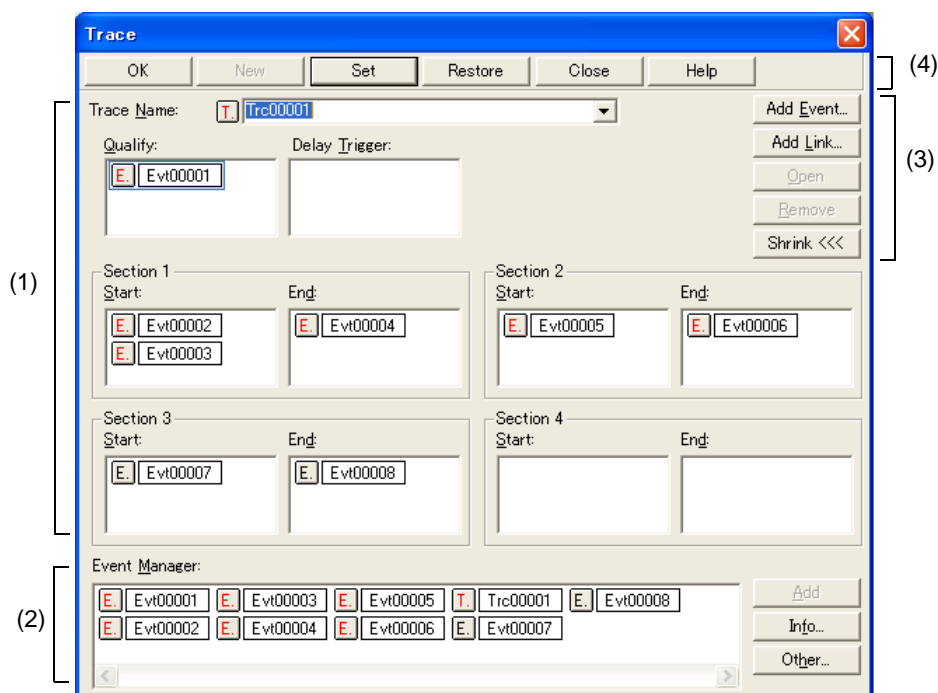 Trace
OK New Set Restore Close Help
(4)
Trace Name: T. Trc00001
Add Event...
Qualify: Delay Trigger:
Add Link...
E. Evt00001
Open
(3)
Remove
Shrink <<<
(1)
Section 1
Start: End:
E. Evt00002 E. Evt00004
E. Evt00003
Section 2
Start: End:
E. Evt00005 E. Evt00006
Section 3
Start: End:
E. Evt00007 E. Evt00008
Section 4
Start: End:
Event Manager:
(2)
E. Evt00001 E. Evt00003 E. Evt00005 T. Trc00001 E. Evt00008
E. Evt00002 E. Evt00004 E. Evt00006 E. Evt00007
Add
Info...
Other...